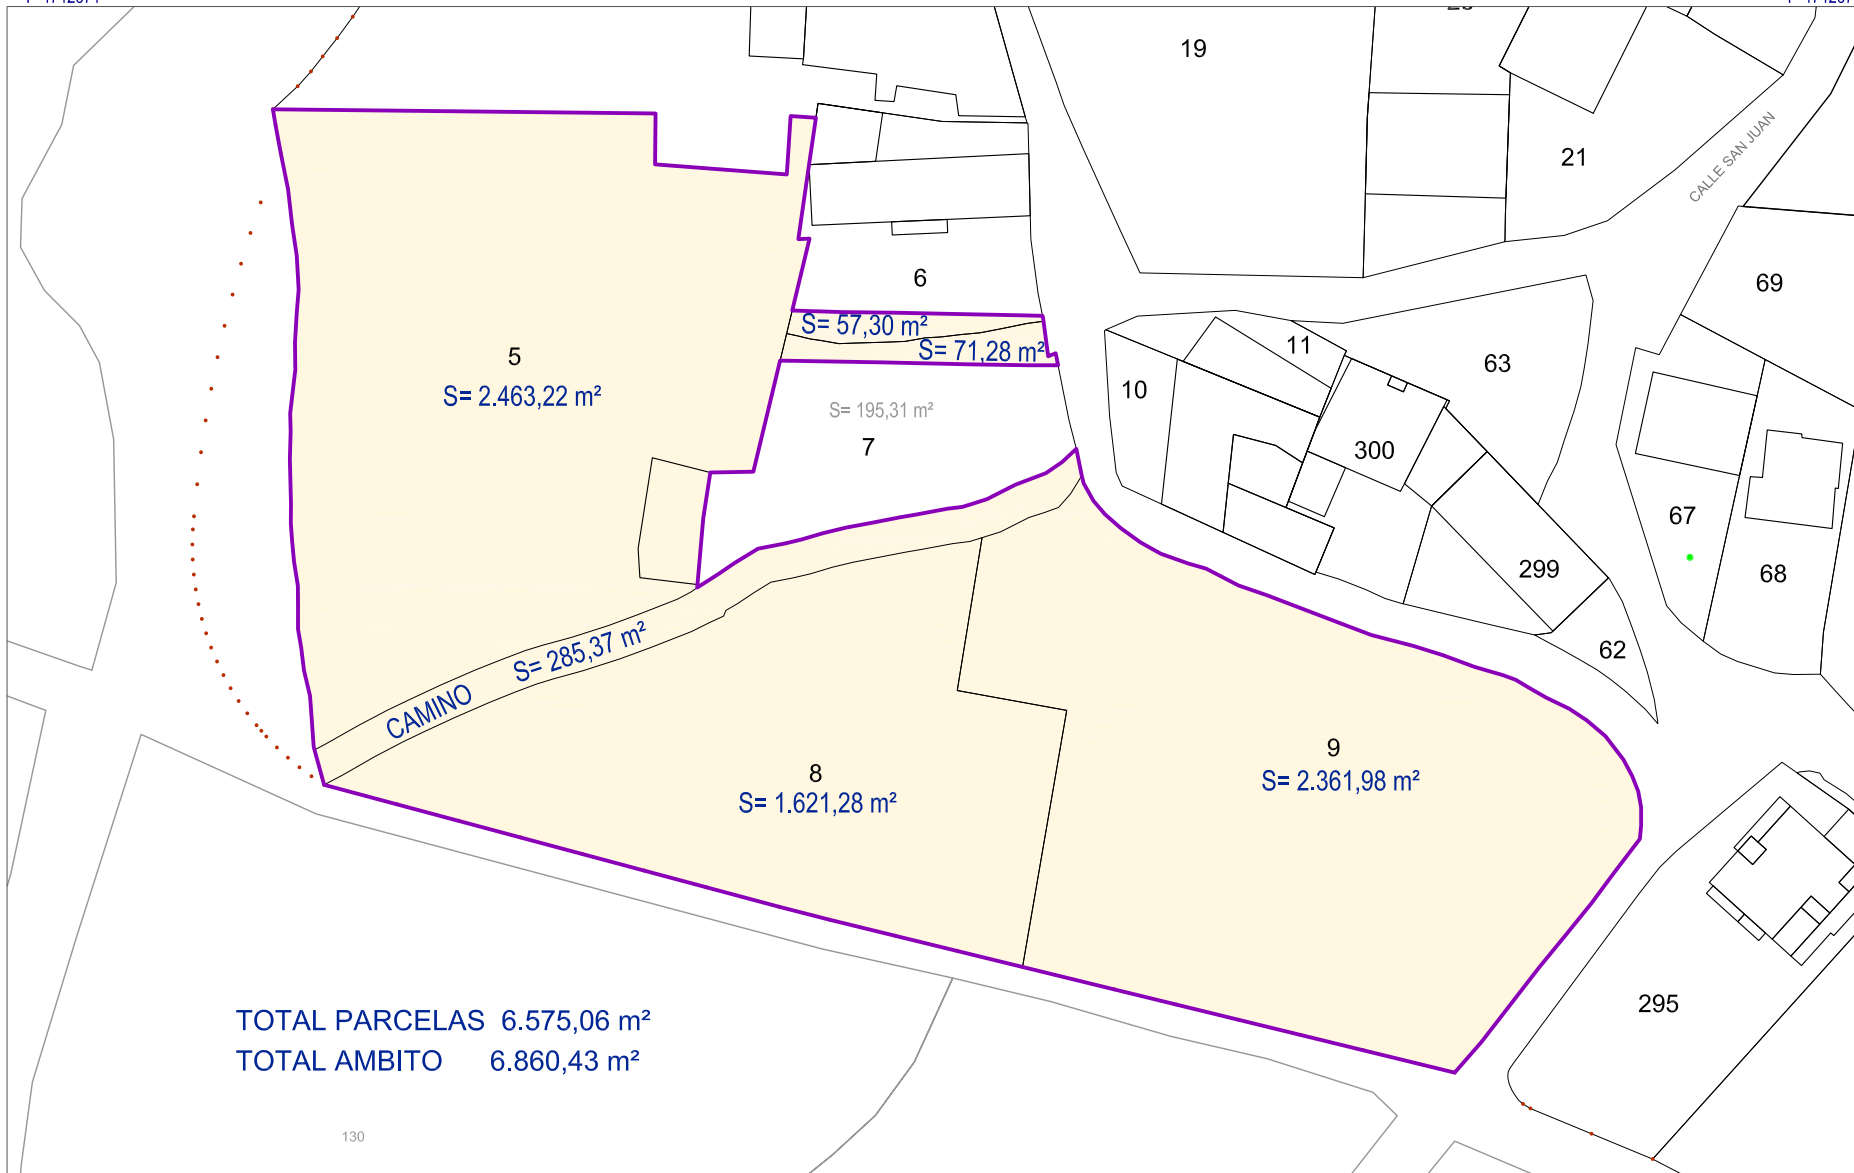 19
21
CALLE SAN JUAN
6
69
S= 57,30 m²
S= 71,28 m²
5
S= 2.463,22 m²
11
63
10
S= 195,31 m²
7
300
67
68
299
62
S= 285,37 m²
CAMINO
9
S= 2.361,98 m²
8
S= 1.621,28 m²
295
TOTAL PARCELAS 6.575,06 m²
TOTAL AMBITO 6.860,43 m²
130